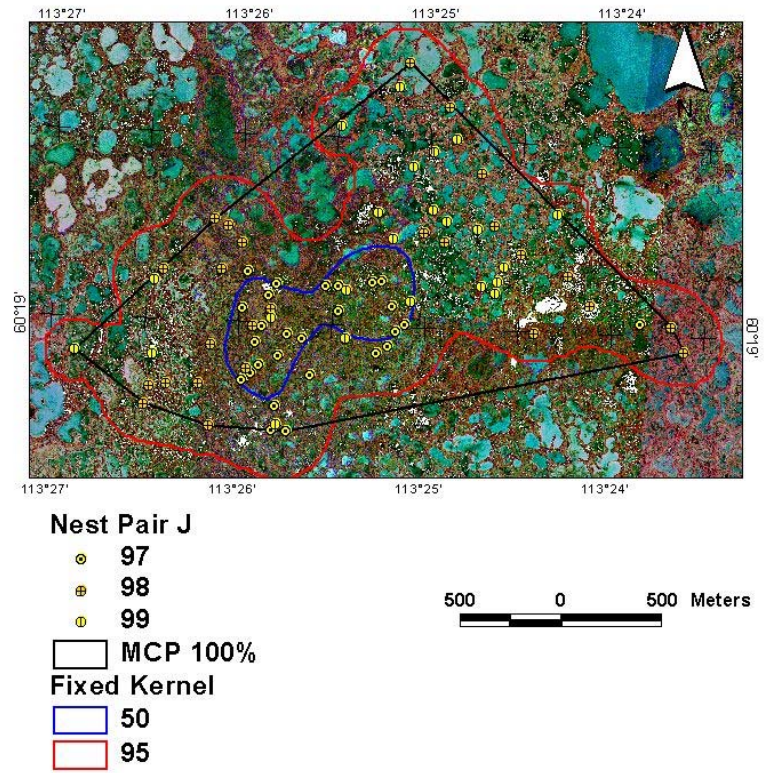 113°27' 113°26' 113°25' 113°24'
N
60°19' 60°19'
113°27' 113°26' 113°25' 113°24'
Nest Pair J
97
98
99
MCP 100%
Fixed Kernel
50
95
500 0 500 Meters